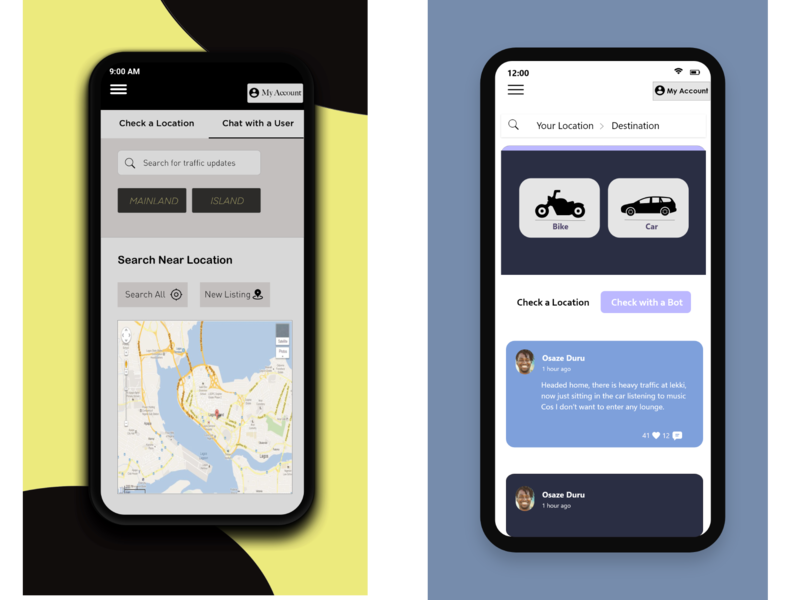 9:00 AM
My Account
Check a Location
Chat with a User
Search for traffic updates
MAINLAND
ISLAND
Search Near Location
Search All
New Listing
Lagos
12:00
My Account
Your Location > Destination
Bike
Car
Check a Location
Check with a Bot
Osaze Duru
1 hour ago
Headed home, there is heavy traffic at lekki,
now just sitting in the car listening to music
Cos I don't want to enter any lounge.
41 12
Osaze Duru
1 hour ago